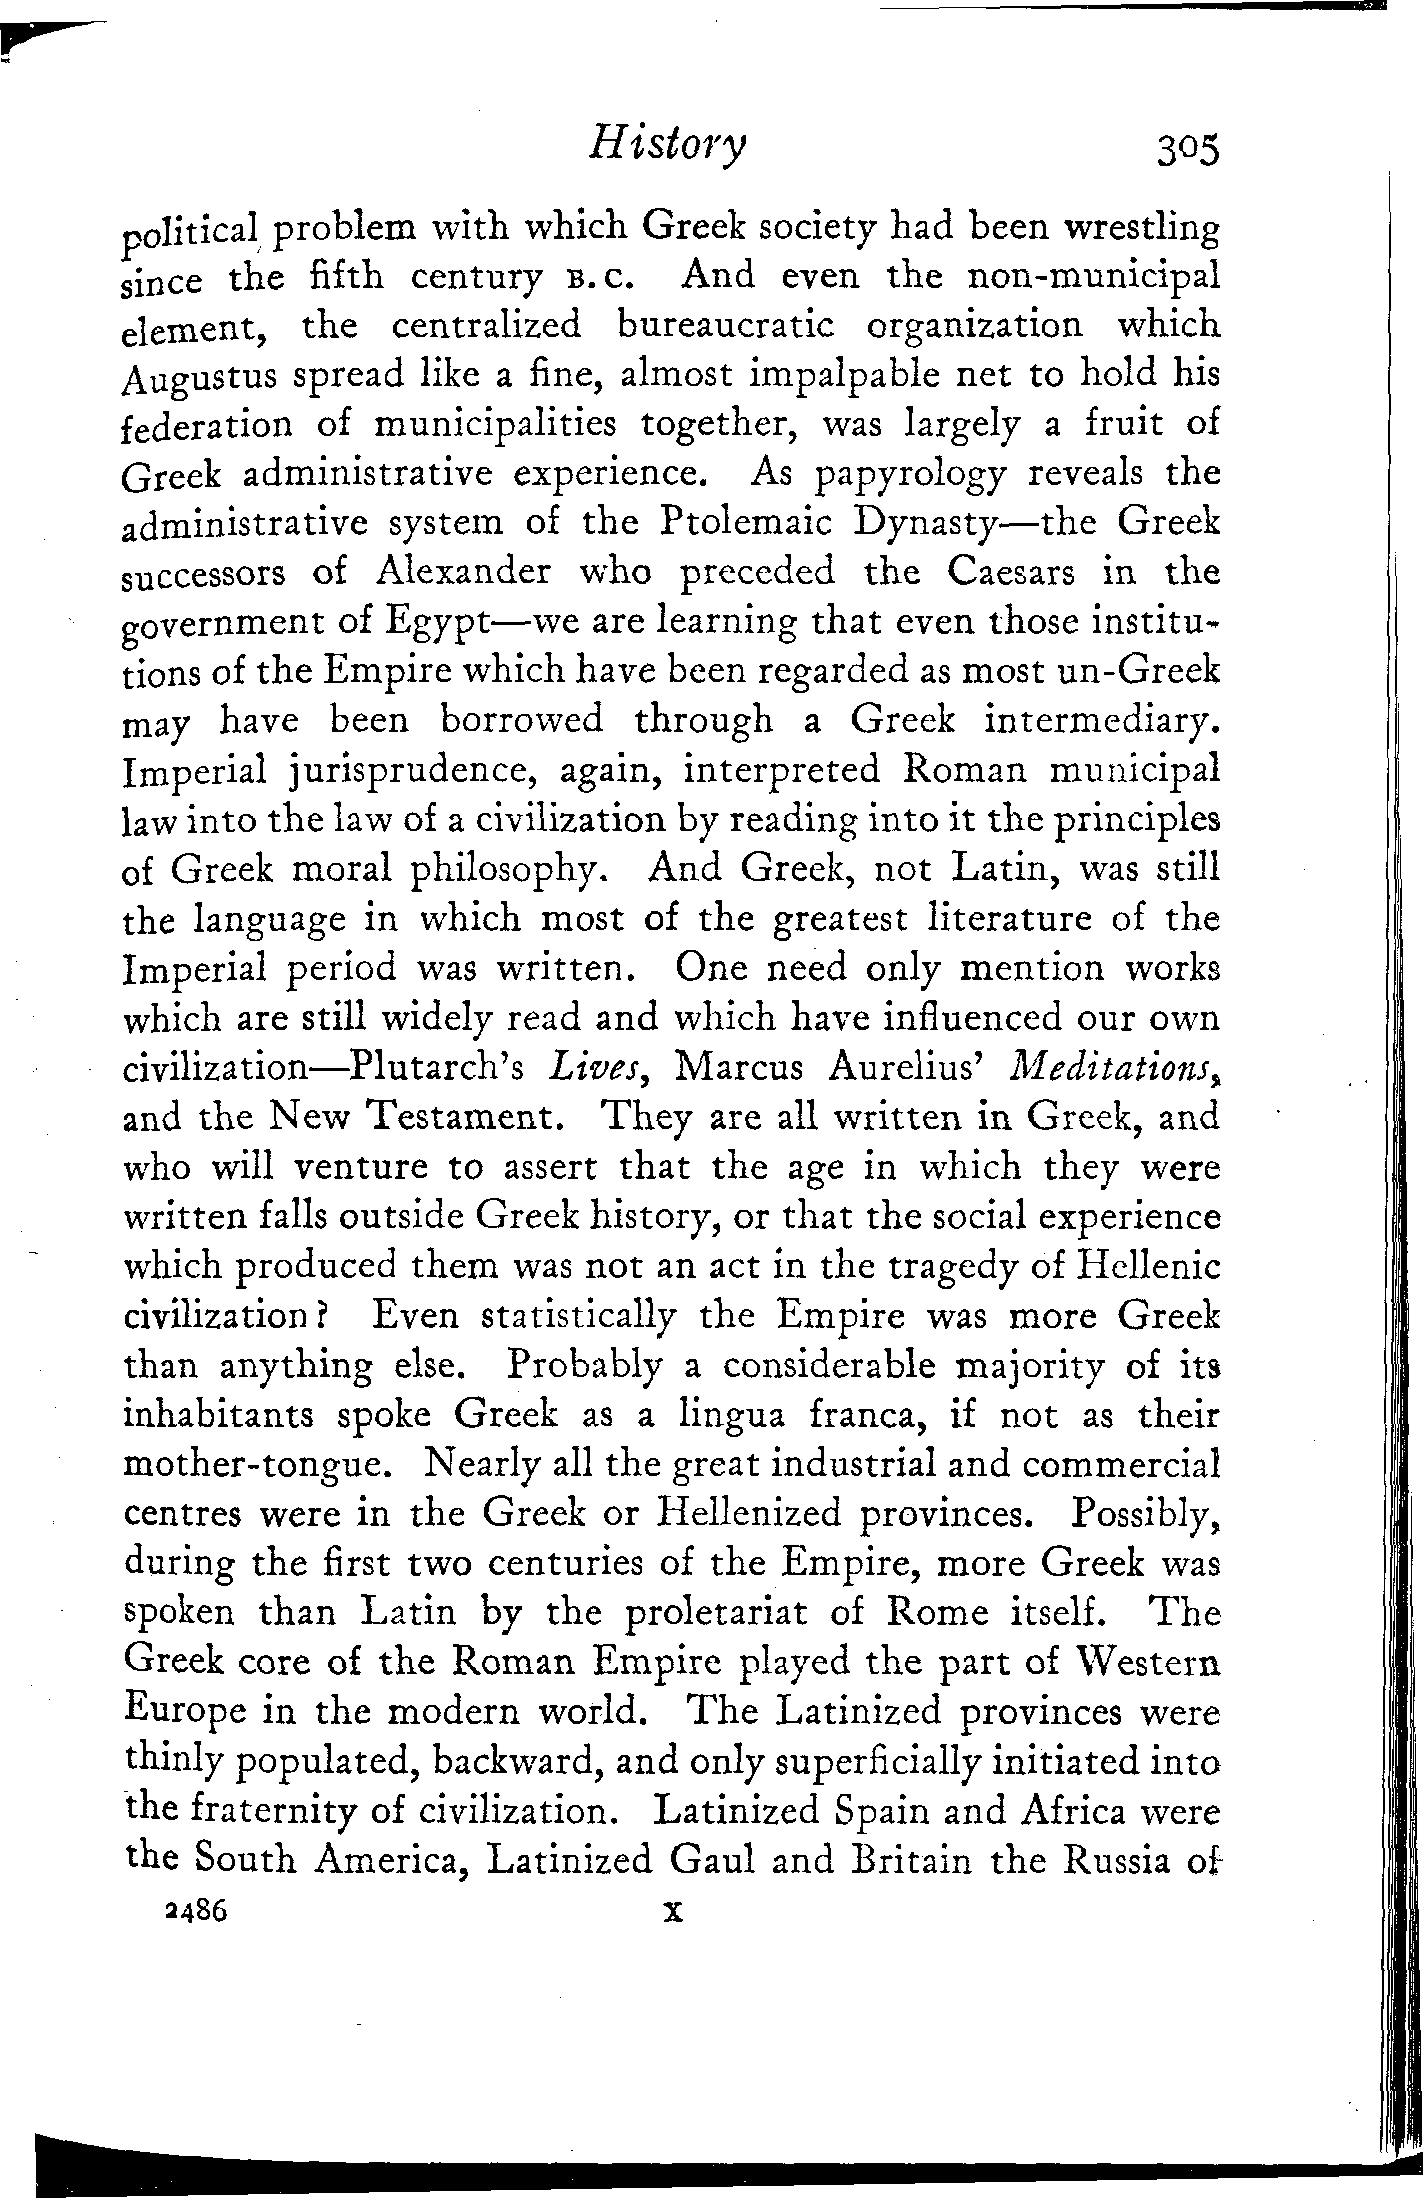 History 305
political problem with which Greek society had been wrestling
since the fifth century B.C. And even the non-municipal
element, the centralized bureaucratic organization which
Augustus spread like a fine, almost impalpable net to hold his
federation of municipalities together, was largely a fruit of
Greek administrative experience. As papyrology reveals the
administrative system of the Ptolemaic Dynasty—the Greek
successors of Alexander who preceded the Caesars in the
government of Egypt—we are learning that even those institu-
tions of the Empire which have been regarded as most un-Greek
may have been borrowed through a Greek intermediary.
Imperial jurisprudence, again, interpreted Roman municipal
law into the law of a civilization by reading into it the principles
of Greek moral philosophy. And Greek, not Latin, was still
the language in which most of the greatest literature of the
Imperial period was written. One need only mention works
which are still widely read and which have influenced our own
civilization—Plutarch's Lives, Marcus Aurelius' Meditations,
and the New Testament. They are all written in Greek, and
who will venture to assert that the age in which they were
written falls outside Greek history, or that the social experience
which produced them was not an act in the tragedy of Hellenic
civilization? Even statistically the Empire was more Greek
than anything else. Probably a considerable majority of its
inhabitants spoke Greek as a lingua franca, if not as their
mother-tongue. Nearly all the great industrial and commercial
centres were in the Greek or Hellenized provinces. Possibly,
during the first two centuries of the Empire, more Greek was
spoken than Latin by the proletariat of Rome itself. The
Greek core of the Roman Empire played the part of Western
Europe in the modern world. The Latinized provinces were
thinly populated, backward, and only superficially initiated into
the fraternity of civilization. Latinized Spain and Africa were
the South America, Latinized Gaul and Britain the Russia of
2486 X